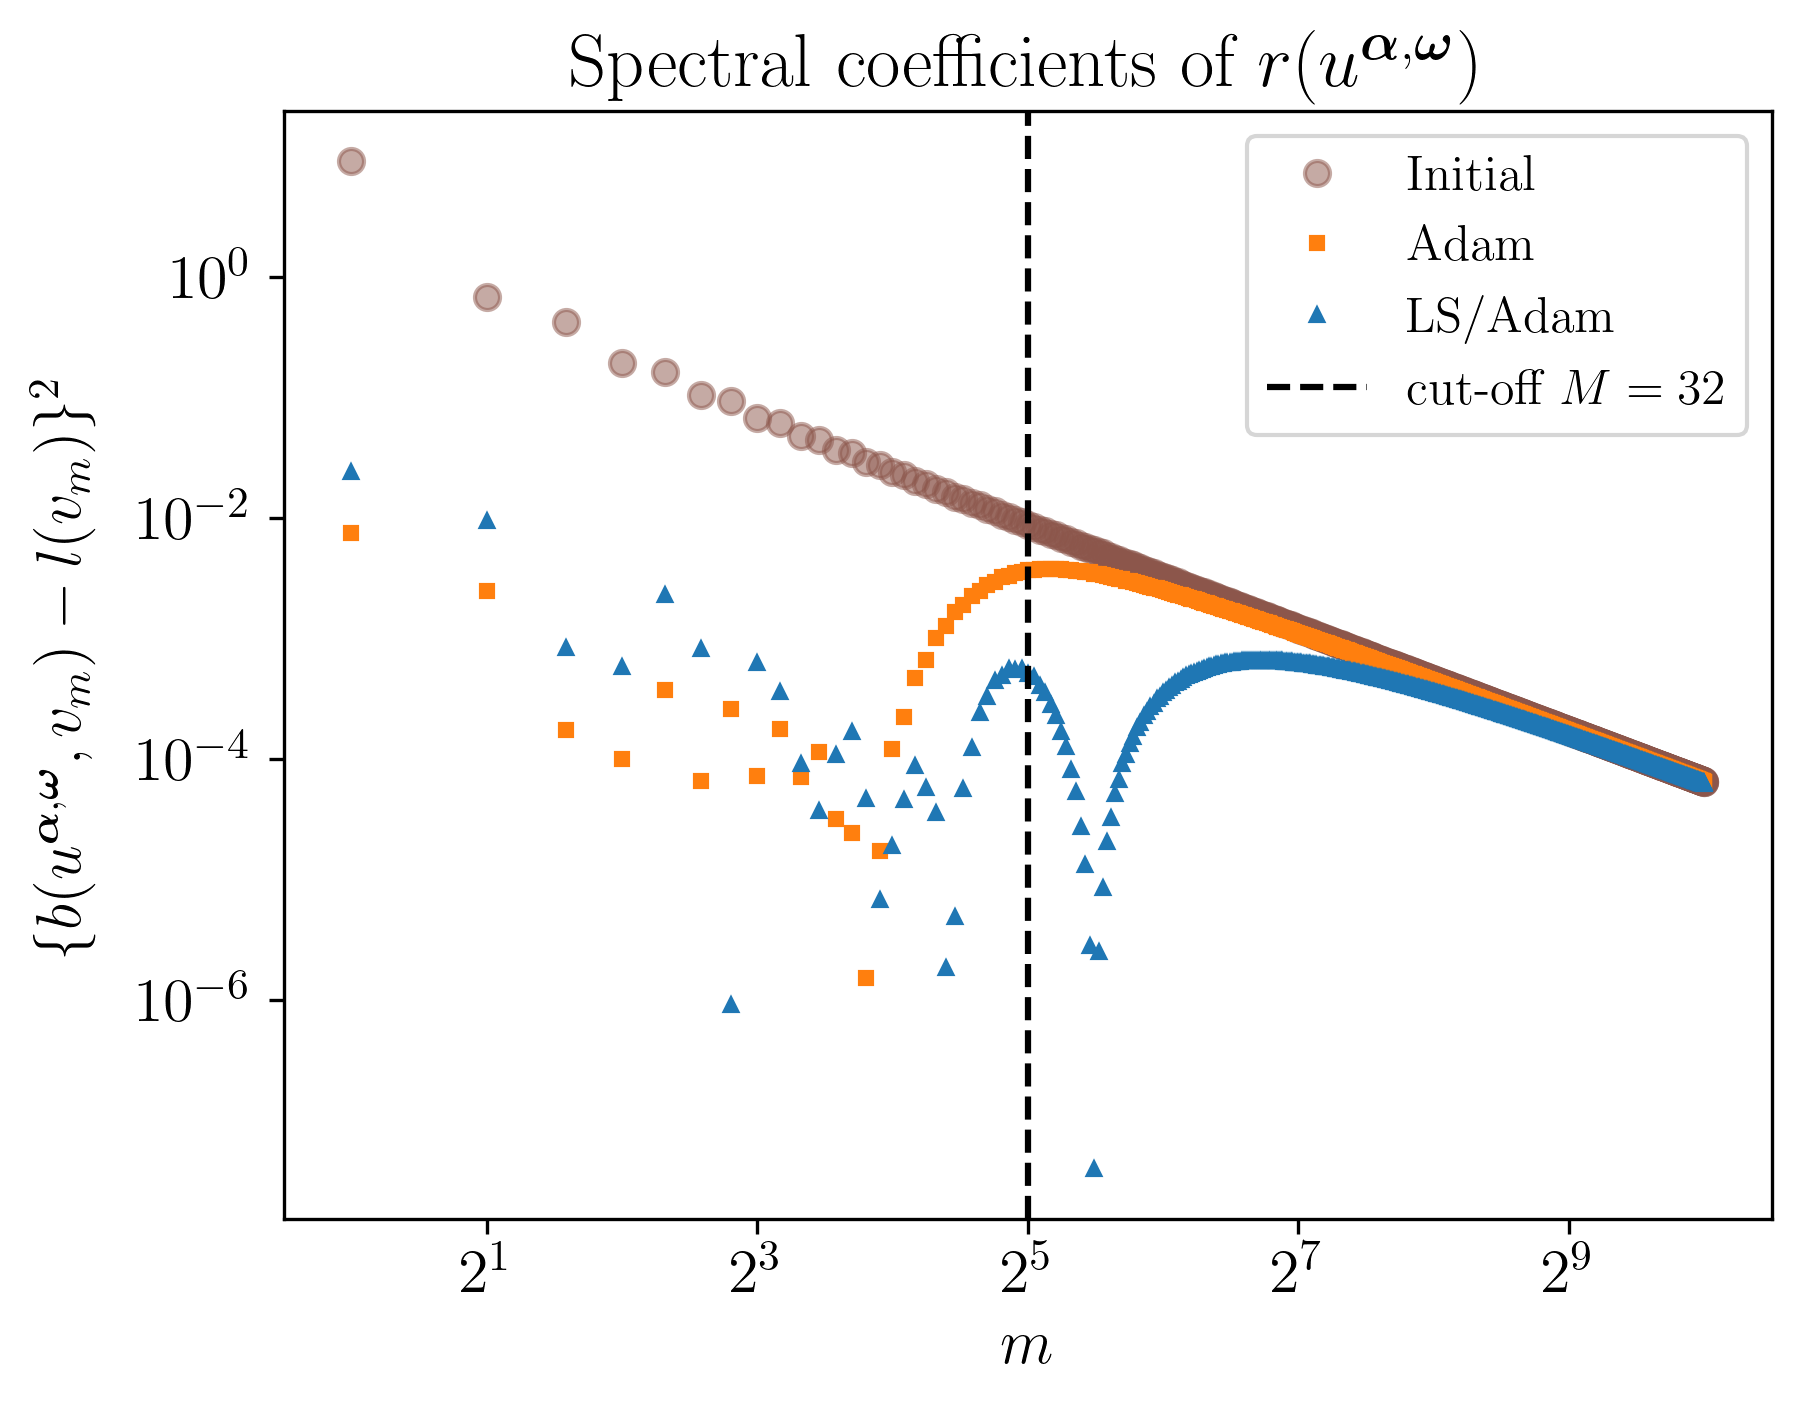 Spectral coefficients of r(u^{α,ω})
Initial
Adam
LS/Adam
cut-off M = 32
{b(u^{α,ω}, v_m) − l(v_m)}^2
10^0
10^{−2}
10^{−4}
10^{−6}
2^1 2^3 2^5 2^7 2^9
m